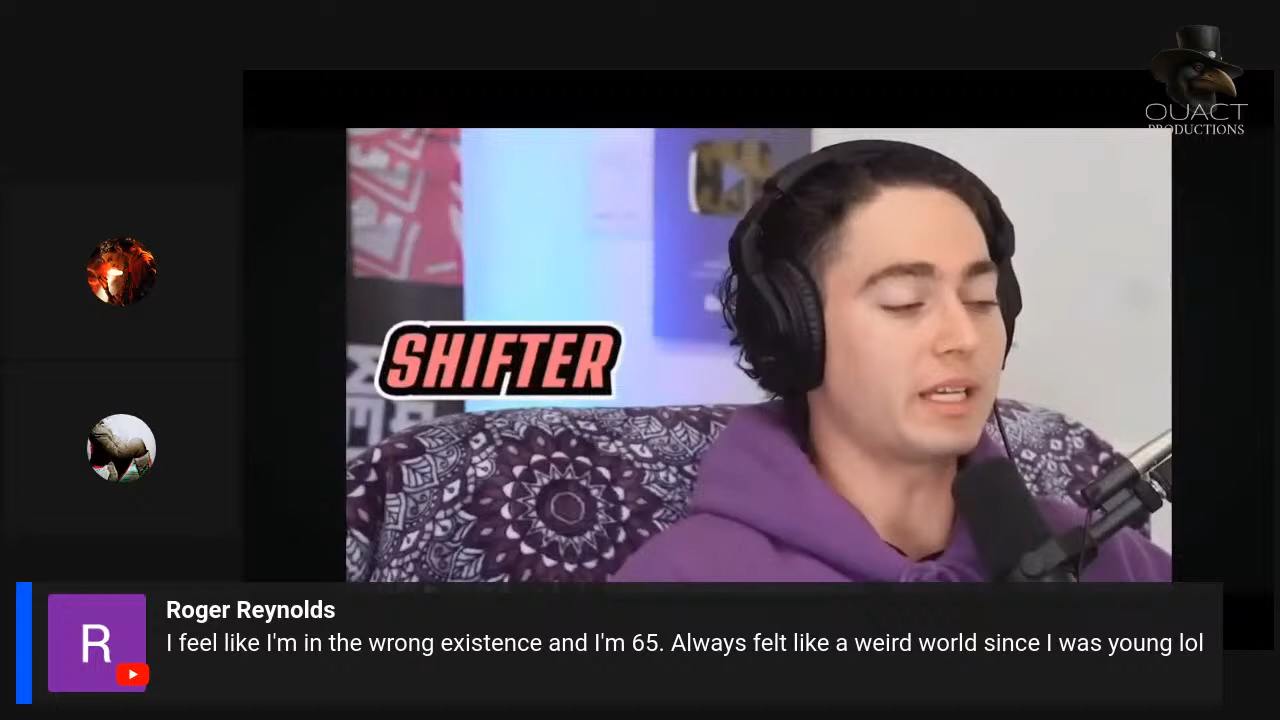 OUACT
PRODUCTIONS
SHIFTER
R
Roger Reynolds
I feel like I'm in the wrong existence and I'm 65. Always felt like a weird world since I was young lol